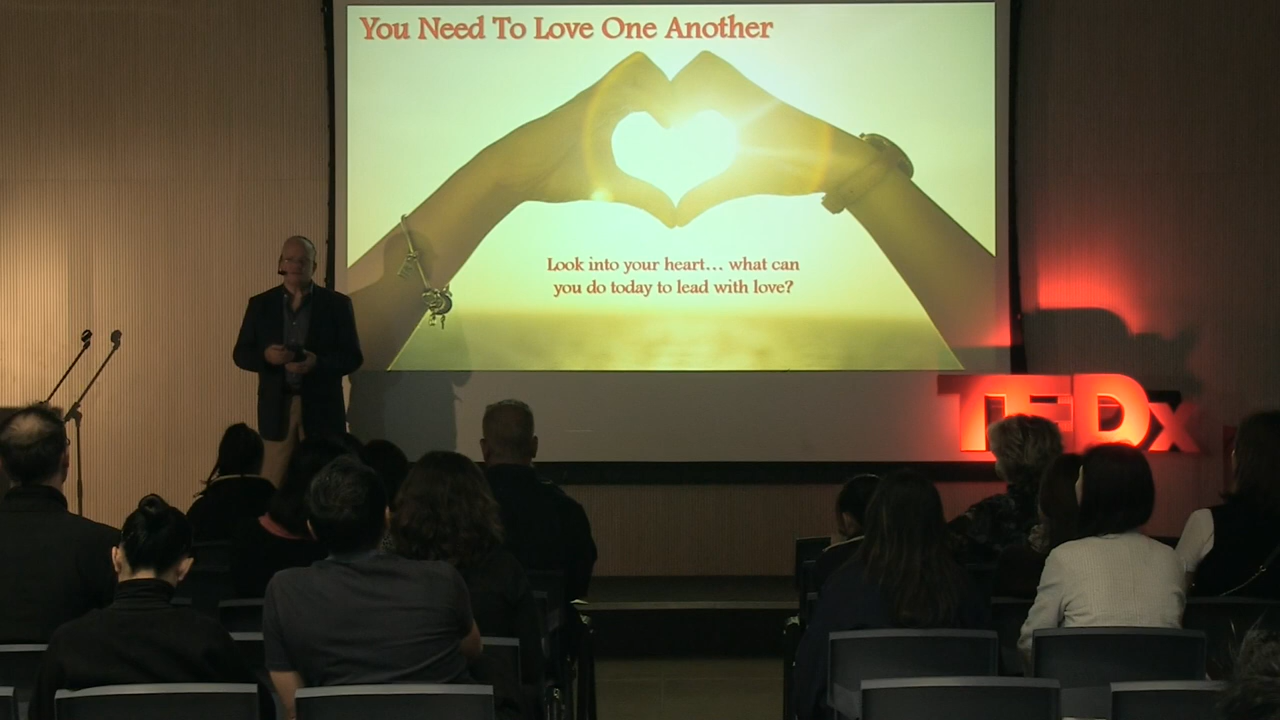 You Need To Love One Another
Look into your heart... what can
you do today to lead with love?
TEDx